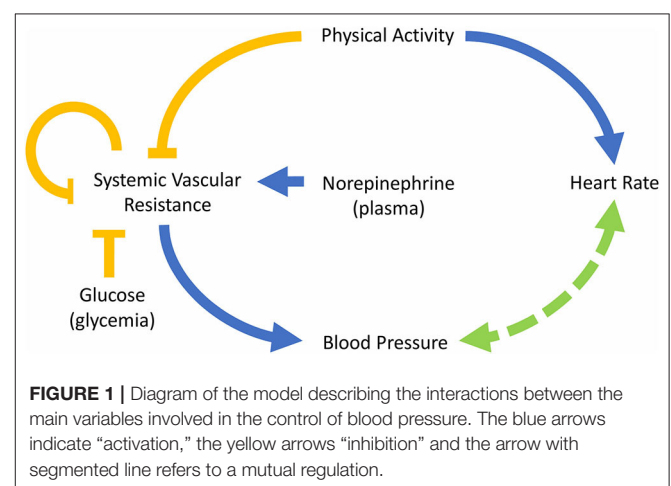 Physical Activity
Systemic Vascular
Resistance
Norepinephrine
(plasma)
Heart Rate
Glucose
(glycemia)
Blood Pressure
FIGURE 1 | Diagram of the model describing the interactions between the
main variables involved in the control of blood pressure. The blue arrows
indicate “activation,” the yellow arrows “inhibition” and the arrow with
segmented line refers to a mutual regulation.